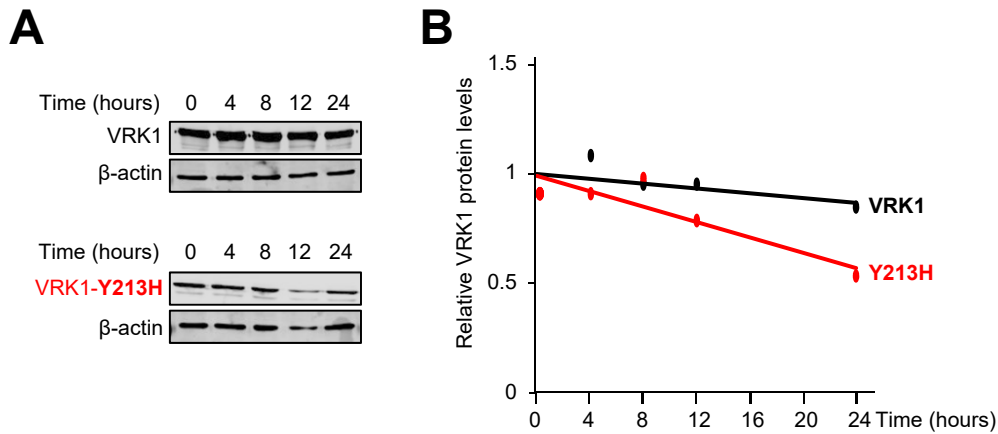 A
Time (hours) 0 4 8 12 24
VRK1
β-actin
Time (hours) 0 4 8 12 24
VRK1-Y213H
β-actin
B
Relative VRK1 protein levels
1.5
1
0.5
0
VRK1
Y213H
0 4 8 12 16 20 24 Time (hours)